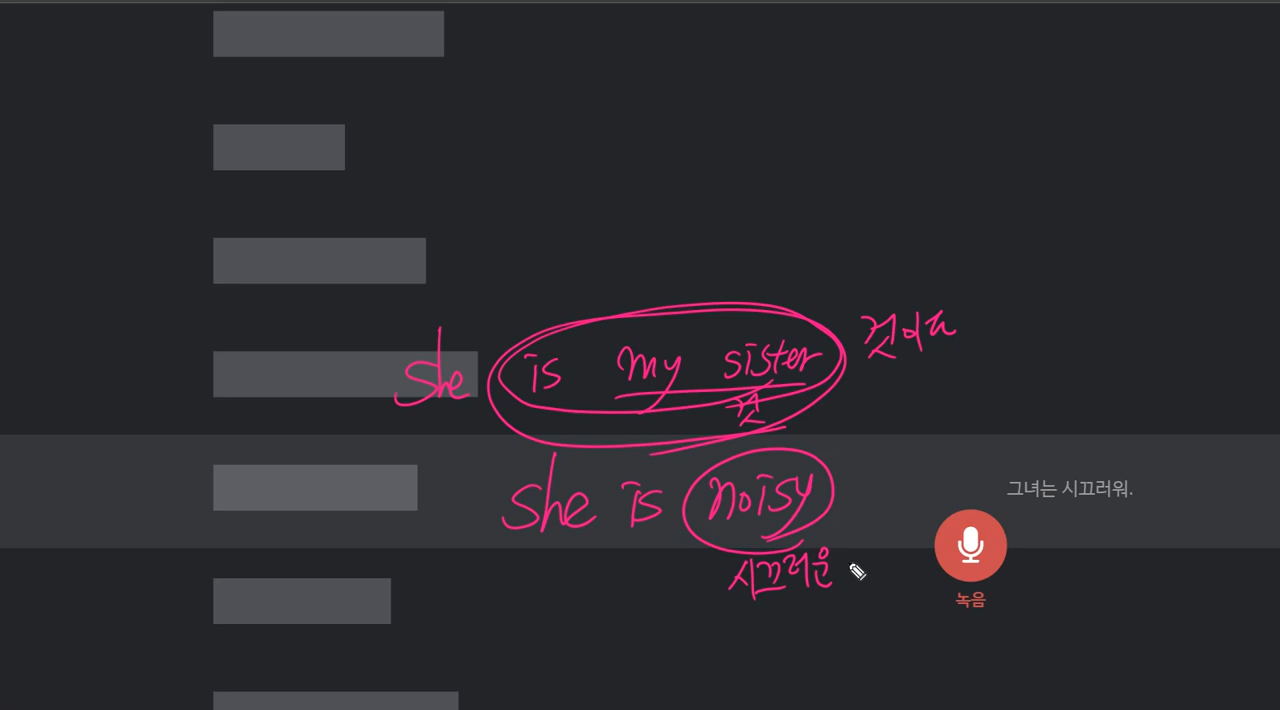 She is my sister 것이다
것
She is noisy
그녀는 시끄러워.
시끄러운
녹음